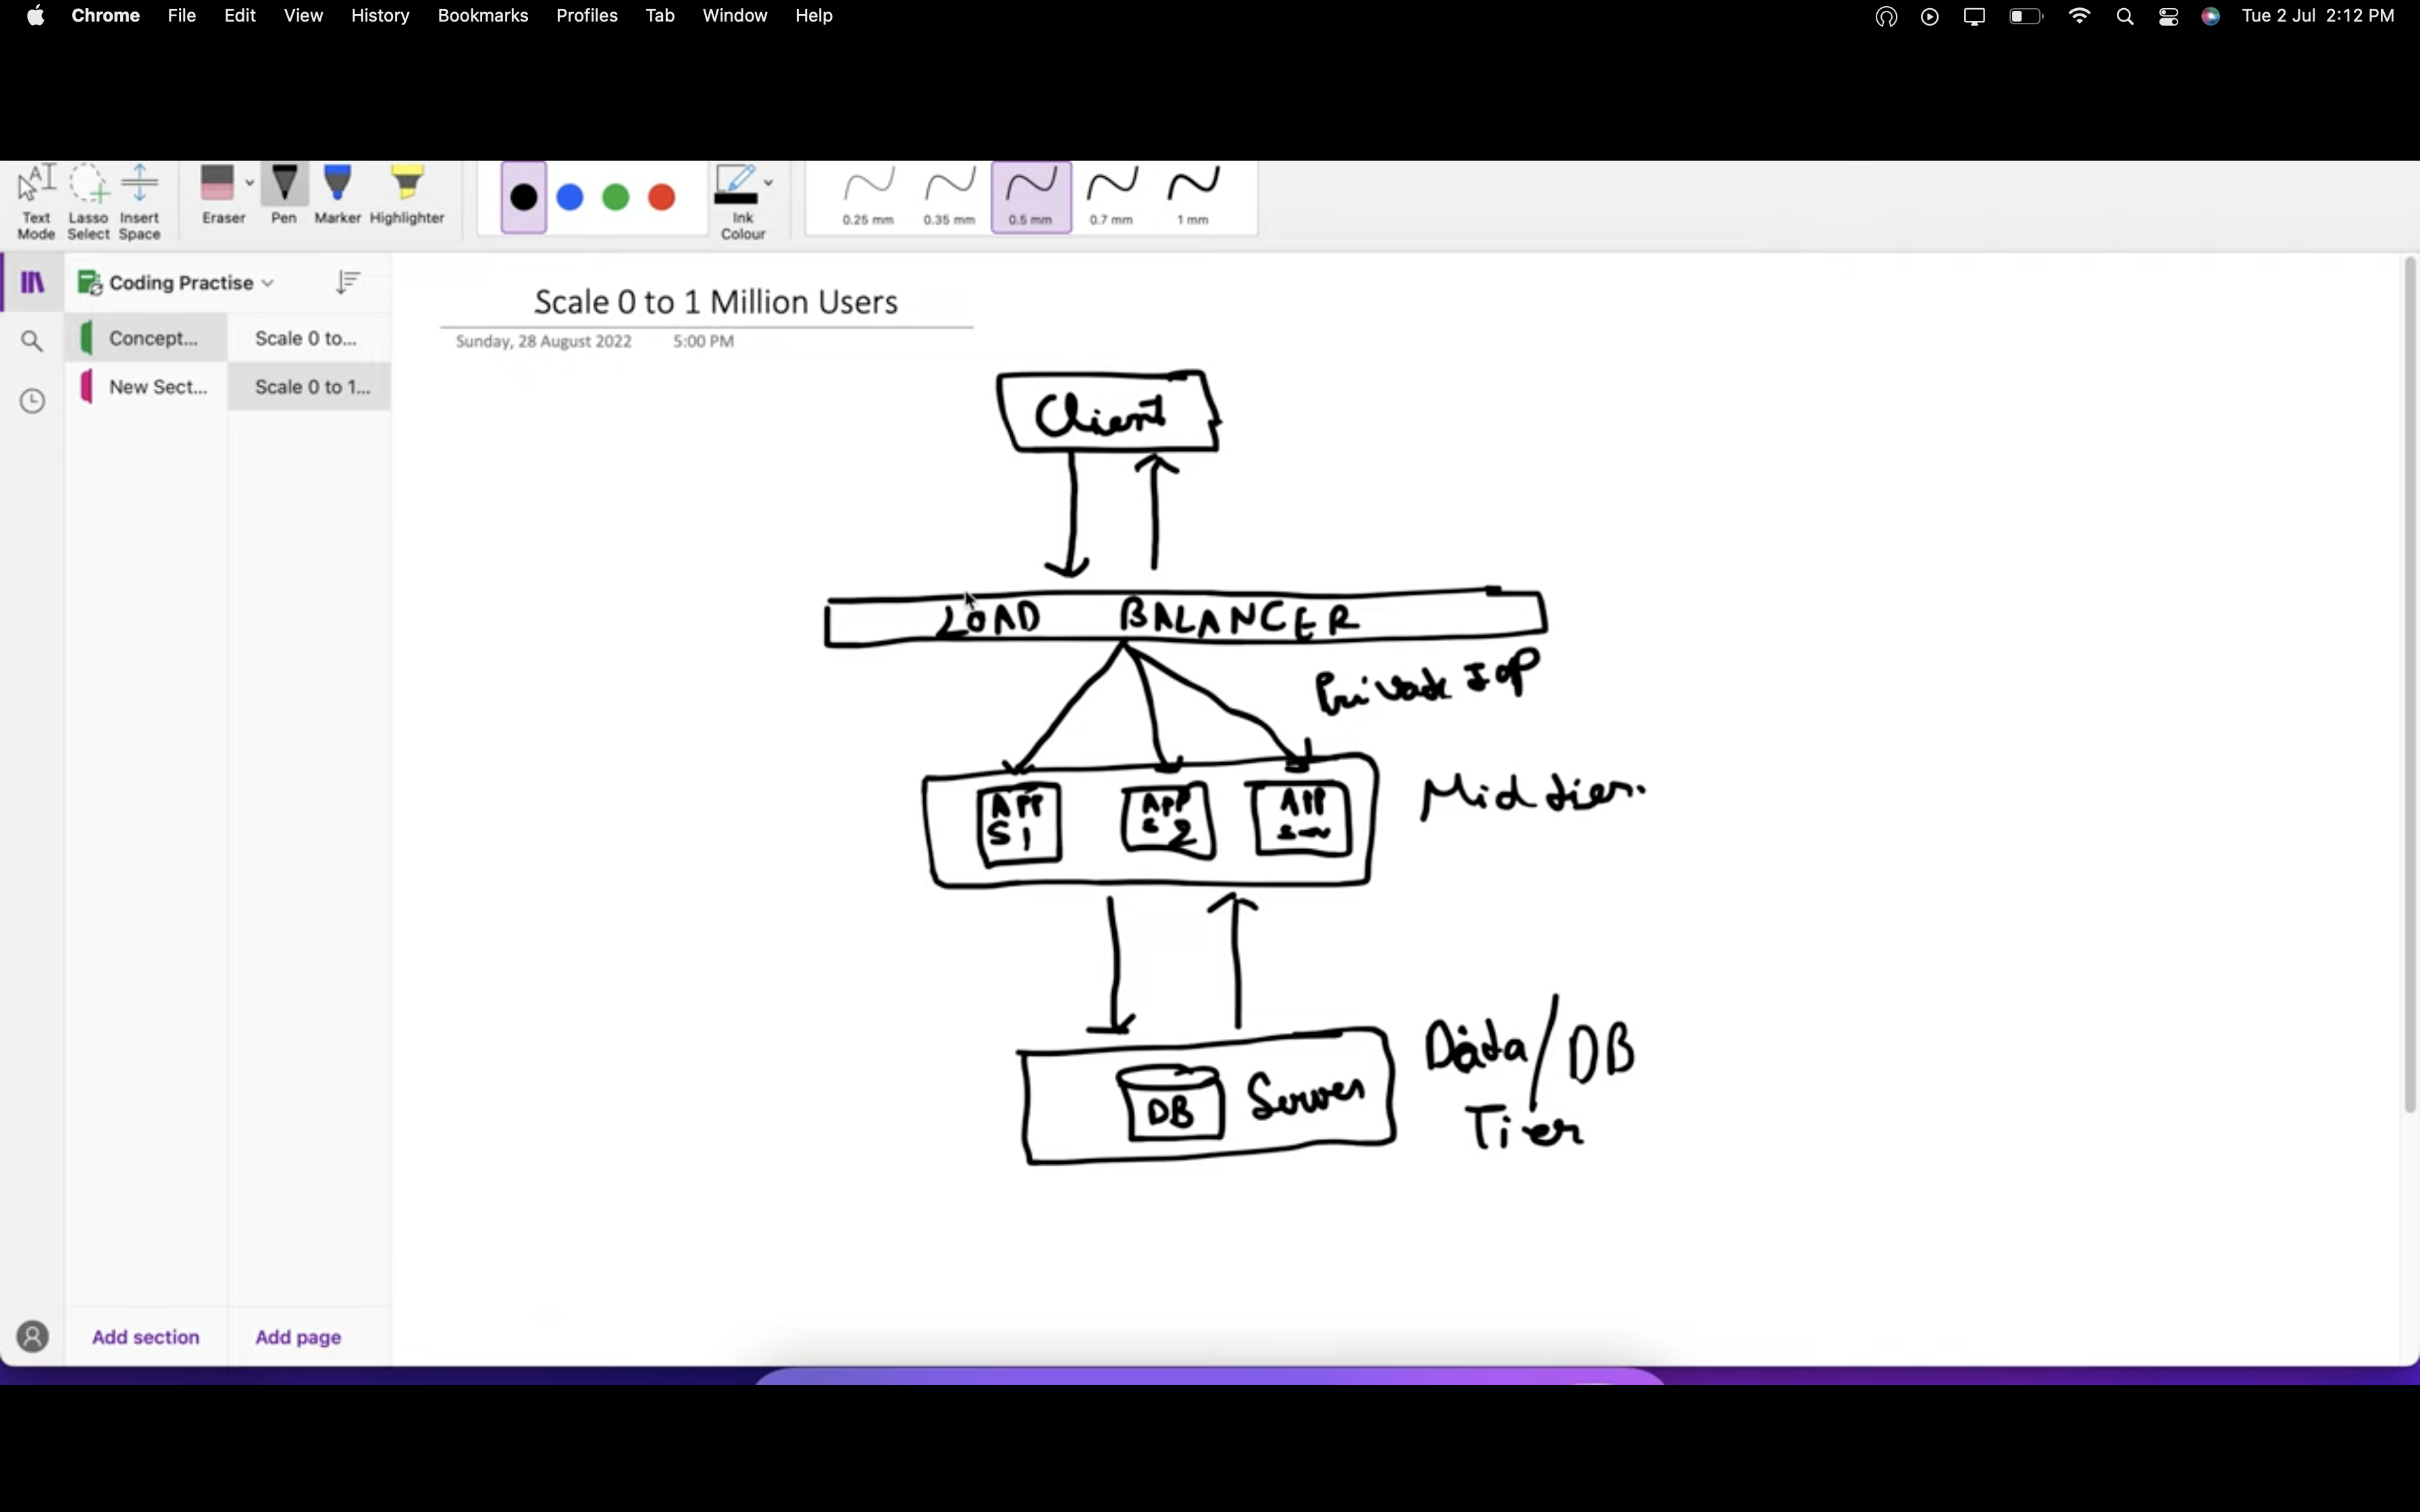 Chrome File Edit View History Bookmarks Profiles Tab Window Help Tue 2 Jul 2:12 PM
Text Mode
Lasso Select
Insert Space
Eraser
Pen
Marker
Highlighter
Ink Colour
0.25 mm
0.35 mm
0.5 mm
0.7 mm
1 mm
Coding Practise
Concept...
New Sect...
Scale 0 to...
Scale 0 to 1...
Scale 0 to 1 Million Users
Sunday, 28 August 2022 5:00 PM
Client
LOAD BALANCER
Private
APP
S1
APP
S 2
APP
Mid tier.
DB Server
Data/DB
Tier
Add section
Add page